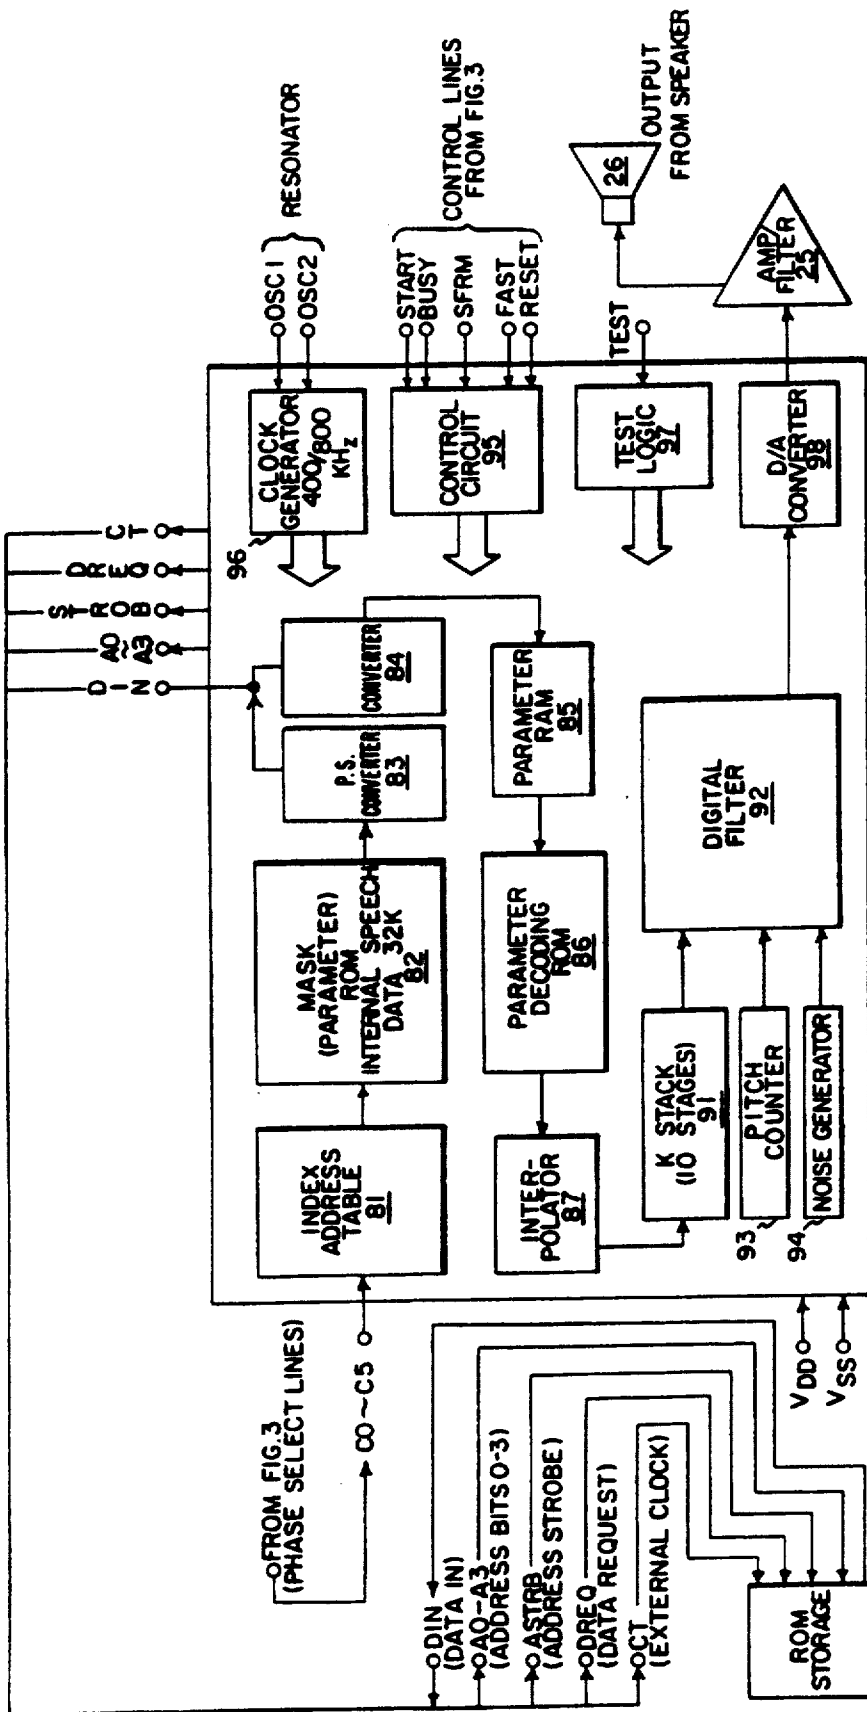 FROM FIG.3
(PHASE SELECT LINES)
CO~C5
DIN
(DATA IN)
AO-A3
(ADDRESS BITS 0-3)
ASTRB
(ADDRESS STROBE)
DREQ
(DATA REQUEST)
CT
(EXTERNAL CLOCK)
ROM
STORAGE
VDD
VSS
INDEX
ADDRESS
TABLE
81
MASK
(PARAMETER)
ROM
INTERNAL SPEECH
DATA 32K
82
P.S.
CONVERTER
83
CONVERTER
84
DIN
AO~A3
STROB
DREQ
CT
INTER-
POLATOR
87
PARAMETER
DECODING
ROM
86
PARAMETER
RAM
85
K STACK
(10 STAGES)
91
PITCH
COUNTER
93
NOISE GENERATOR
94
DIGITAL
FILTER
92
96
CLOCK
GENERATOR
400/800
KHz
OSC1
OSC2
RESONATOR
CONTROL
CIRCUIT
95
START
BUSY
SFRM
FAST
RESET
CONTROL LINES
FROM FIG.3
TEST
LOGIC
97
TEST
D/A
CONVERTER
98
AMP/
FILTER
25
26
OUTPUT
FROM SPEAKER